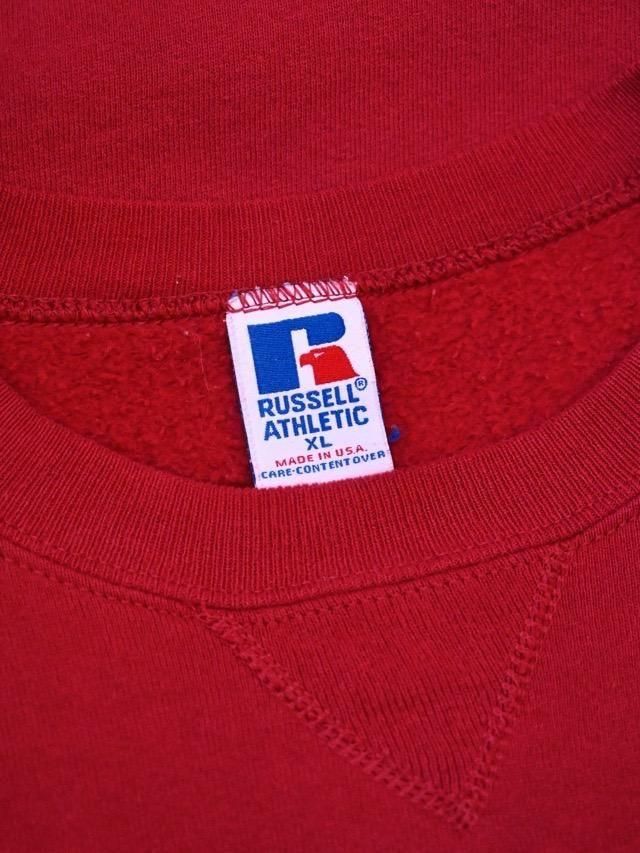 R
RUSSELL®
ATHLETIC
XL
MADE IN U.S.A.
CARE·CONTENT OVER